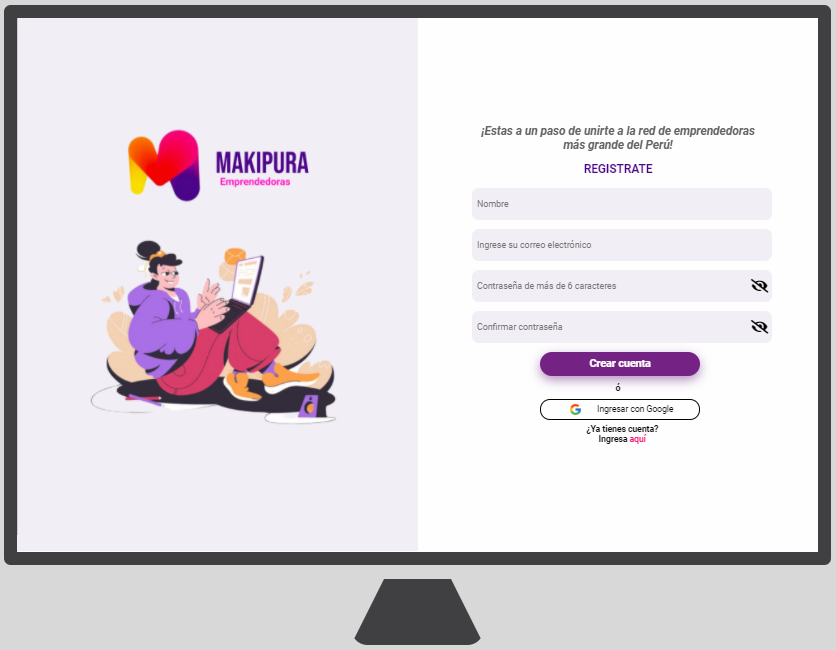 MAKIPURA
Emprendedoras
¡Estas a un paso de unirte a la red de emprendedoras
más grande del Perú!
REGISTRATE
Nombre
Ingrese su correo electrónico
Contraseña de más de 6 caracteres
Confirmar contraseña
Crear cuenta
ó
Ingresar con Google
¿Ya tienes cuenta?
Ingresa aquí